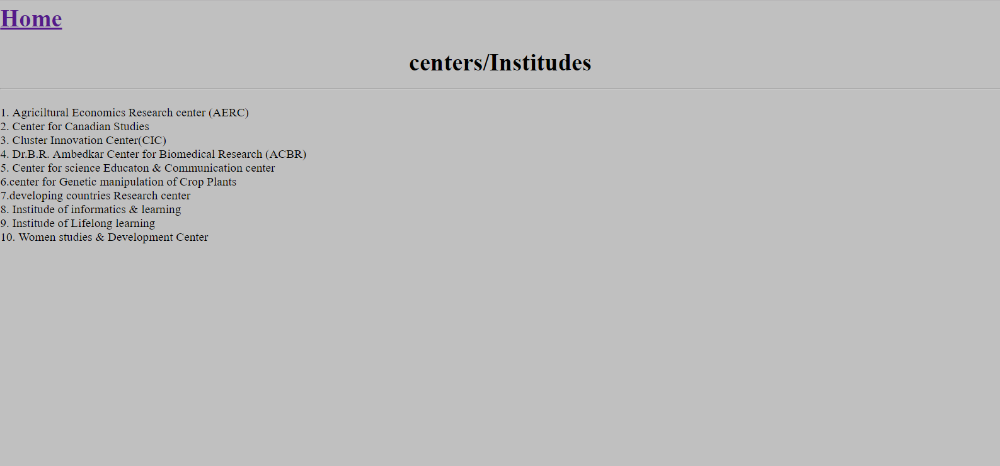 Home
centers/Institudes
1. Agriciltural Economics Research center (AERC)
2. Center for Canadian Studies
3. Cluster Innovation Center(CIC)
4. Dr.B.R. Ambedkar Center for Biomedical Research (ACBR)
5. Center for science Educaton & Communication center
6.center for Genetic manipulation of Crop Plants
7.developing countries Research center
8. Institude of informatics & learning
9. Institude of Lifelong learning
10. Women studies & Development Center